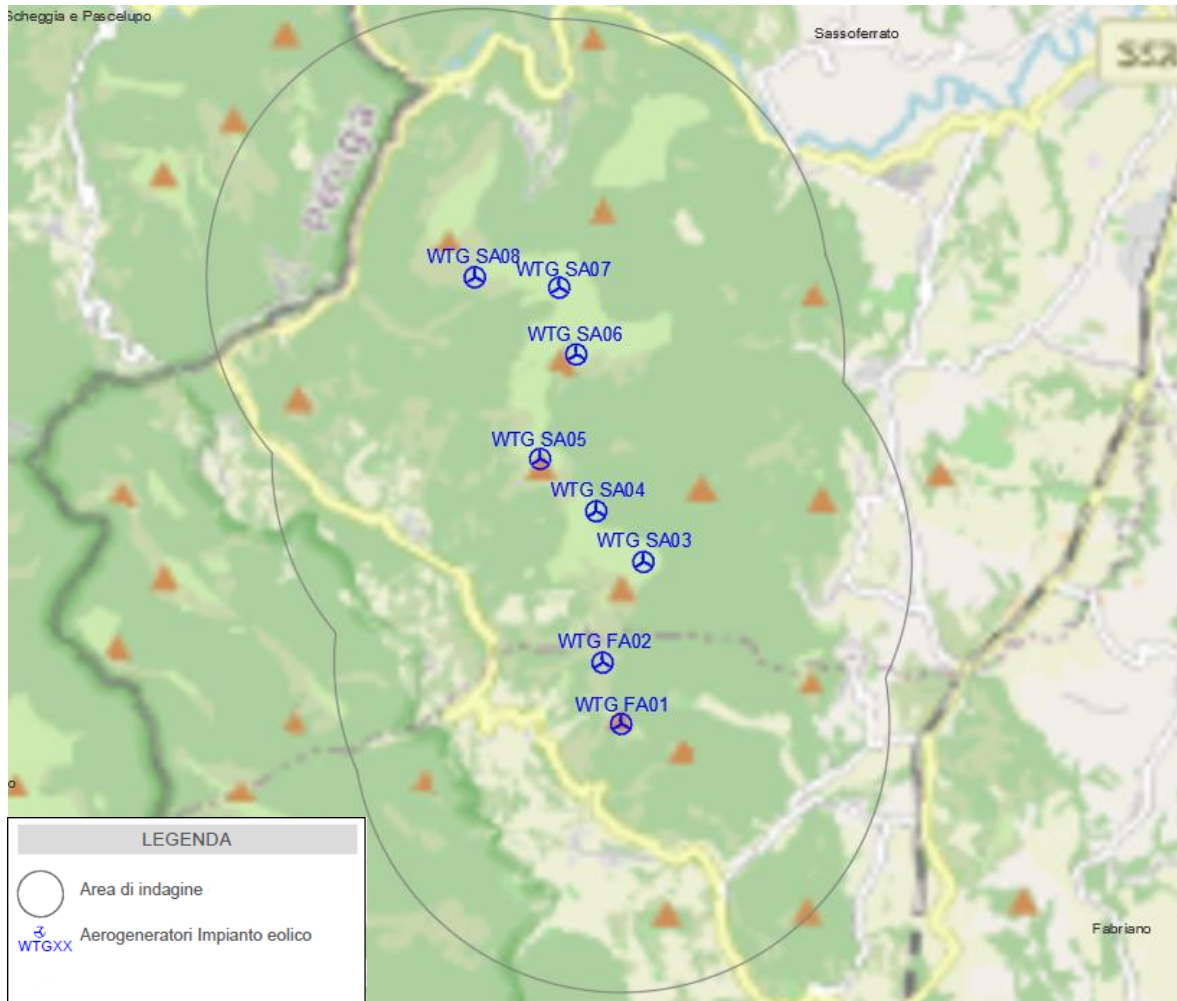 Scheggia e Pascelupo
Sassoferrato
Perugia
WTG SA08
WTG SA07
WTG SA06
WTG SA05
WTG SA04
WTG SA03
WTG FA02
WTG FA01
Fabriano
LEGENDA
Area di indagine
WTGXX Aerogeneratori Impianto eolico